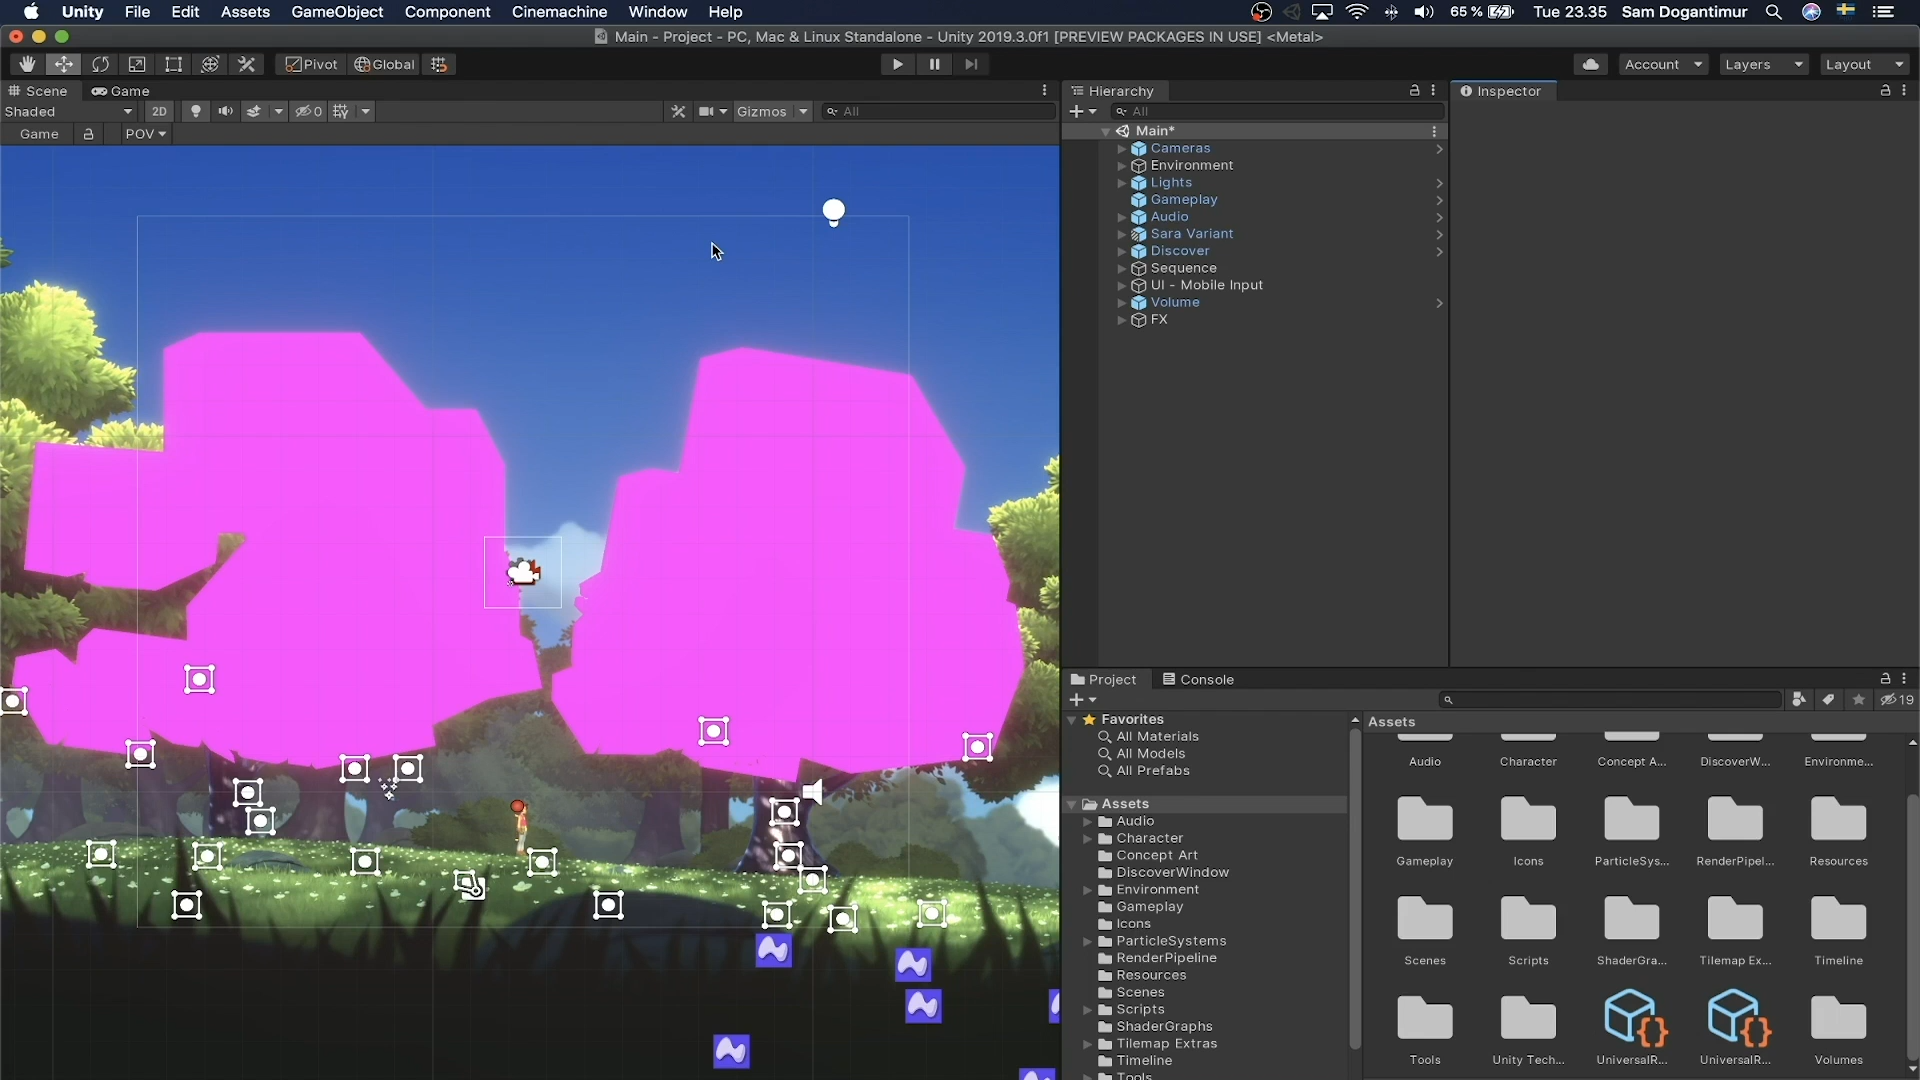 Unity File Edit Assets GameObject Component Cinemachine Window Help 65 % Tue 23.35 Sam Dogantimur
Main - Project - PC, Mac & Linux Standalone - Unity 2019.3.0f1 [PREVIEW PACKAGES IN USE] <Metal>
Pivot Global Account Layers Layout
Scene Game
Shaded 2D 0 Gizmos All
Game POV
Hierarchy
All
Main*
Cameras
Environment
Lights
Gameplay
Audio
Sara Variant
Discover
Sequence
UI - Mobile Input
Volume
FX
Inspector
Project Console
19
Favorites
All Materials
All Models
All Prefabs
Assets
Audio
Character
Concept Art
DiscoverWindow
Environment
Gameplay
Icons
ParticleSystems
RenderPipeline
Resources
Scenes
Scripts
ShaderGraphs
Tilemap Extras
Timeline
Tools
Assets
Audio Character Concept A... DiscoverW... Environme...
Gameplay Icons ParticleSys... RenderPipel... Resources
Scenes Scripts ShaderGra... Tilemap Ex... Timeline
Tools Unity Tech... UniversalR... UniversalR... Volumes